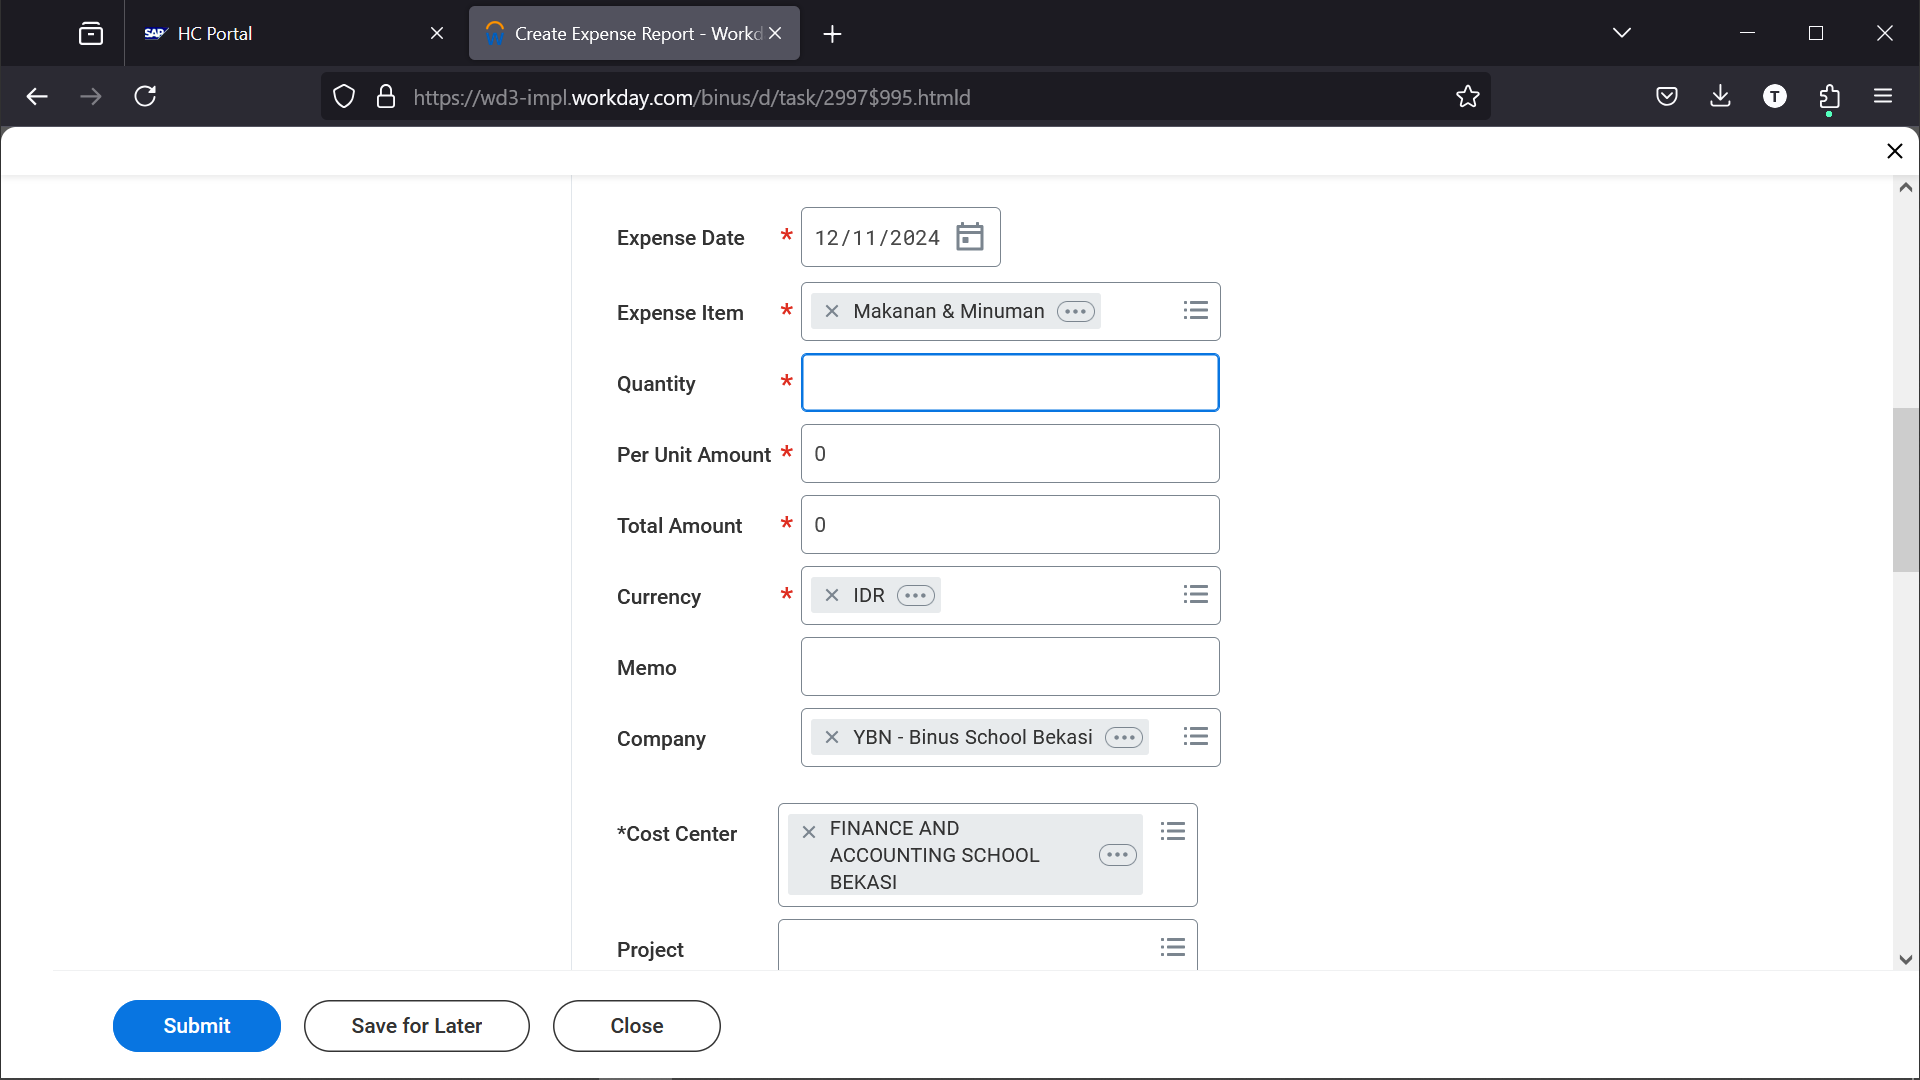 SAP HC Portal
Create Expense Report - Workd
https://wd3-impl.workday.com/binus/d/task/2997$995.htmld
T
Expense Date * 12/11/2024
Expense Item * Makanan & Minuman
Quantity *
Per Unit Amount * 0
Total Amount * 0
Currency * IDR
Memo
Company YBN - Binus School Bekasi
*Cost Center FINANCE AND
ACCOUNTING SCHOOL
BEKASI
Project
Submit Save for Later Close